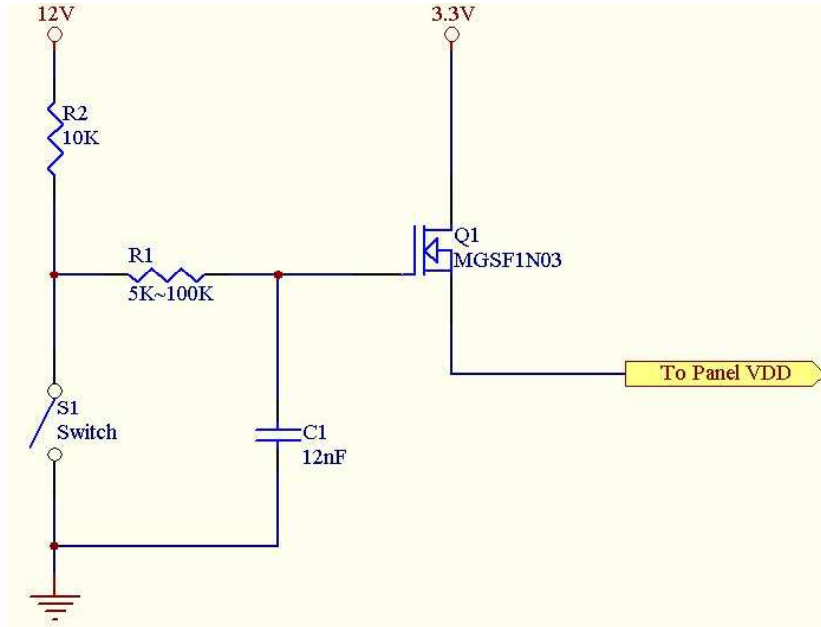 12V
3.3V
R2
10K
R1
5K~100K
Q1
MGSF1N03
To Panel VDD
S1
Switch
C1
12nF